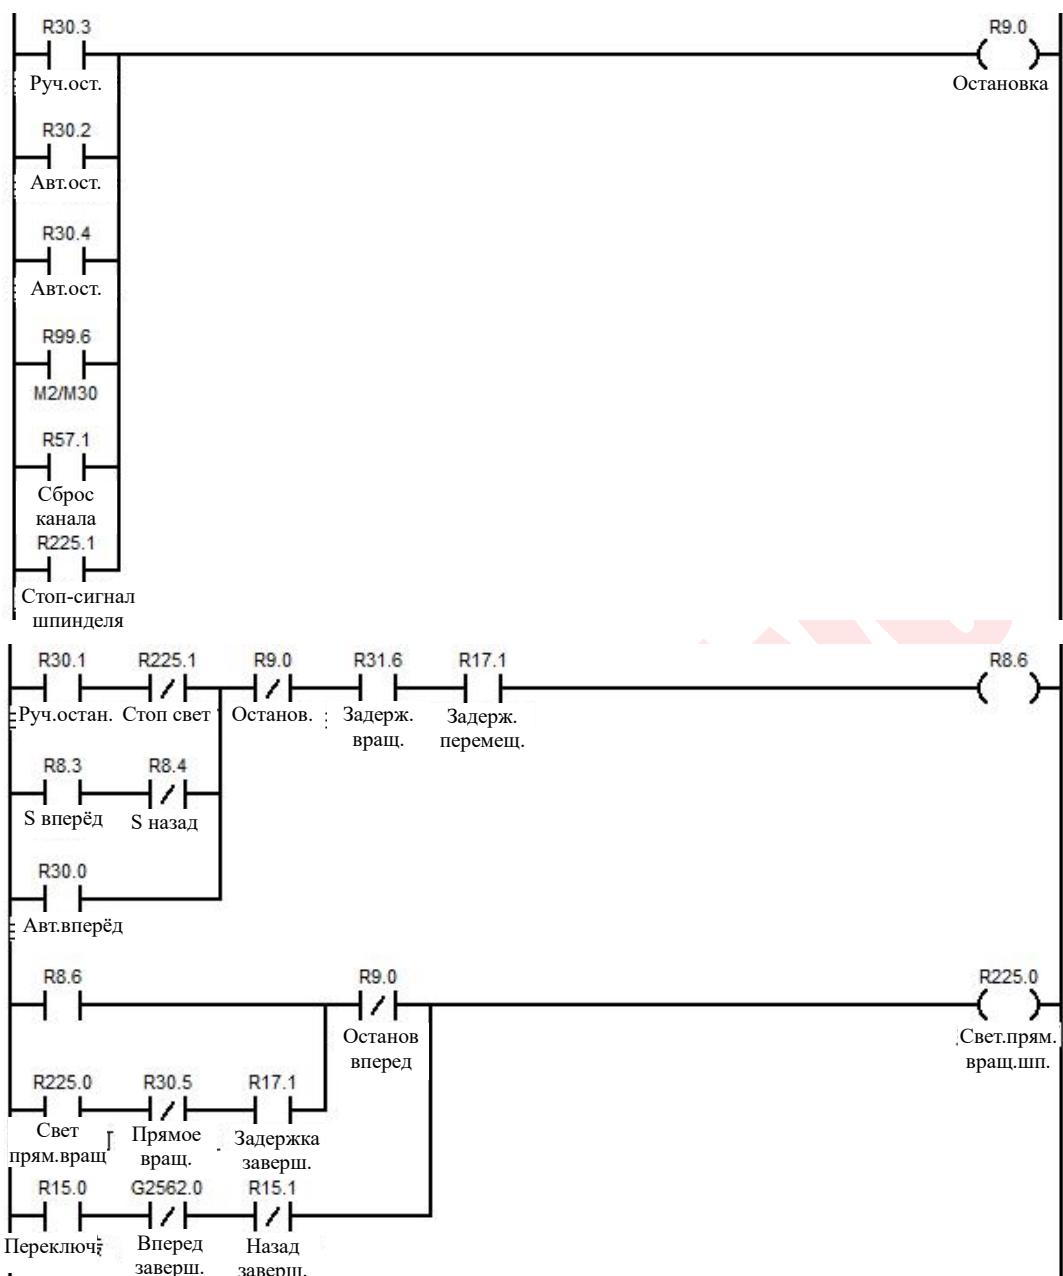 R30.3
R9.0
Руч.ост.
Остановка
R30.2
Авт.ост.
R30.4
Авт.ост.
R99.6
M2/M30
R57.1
Сброс
канала
R225.1
Стоп-сигнал
шпинделя
R30.1 R225.1 R9.0 R31.6 R17.1 R8.6
Руч.остан. Стоп свет Останов. Задерж. Задерж.
вращ. перемещ.
R8.3 R8.4
S вперёд S назад
R30.0
Авт.вперёд
R8.6 R9.0 R225.0
Останов Свет.прям.
вперед вращ.шп.
R225.0 R30.5 R17.1
Свет Прямое Задержка
прям.вращ вращ. заверш.
R15.0 G2562.0 R15.1
Переключ. Вперед Назад
заверш. заверш.